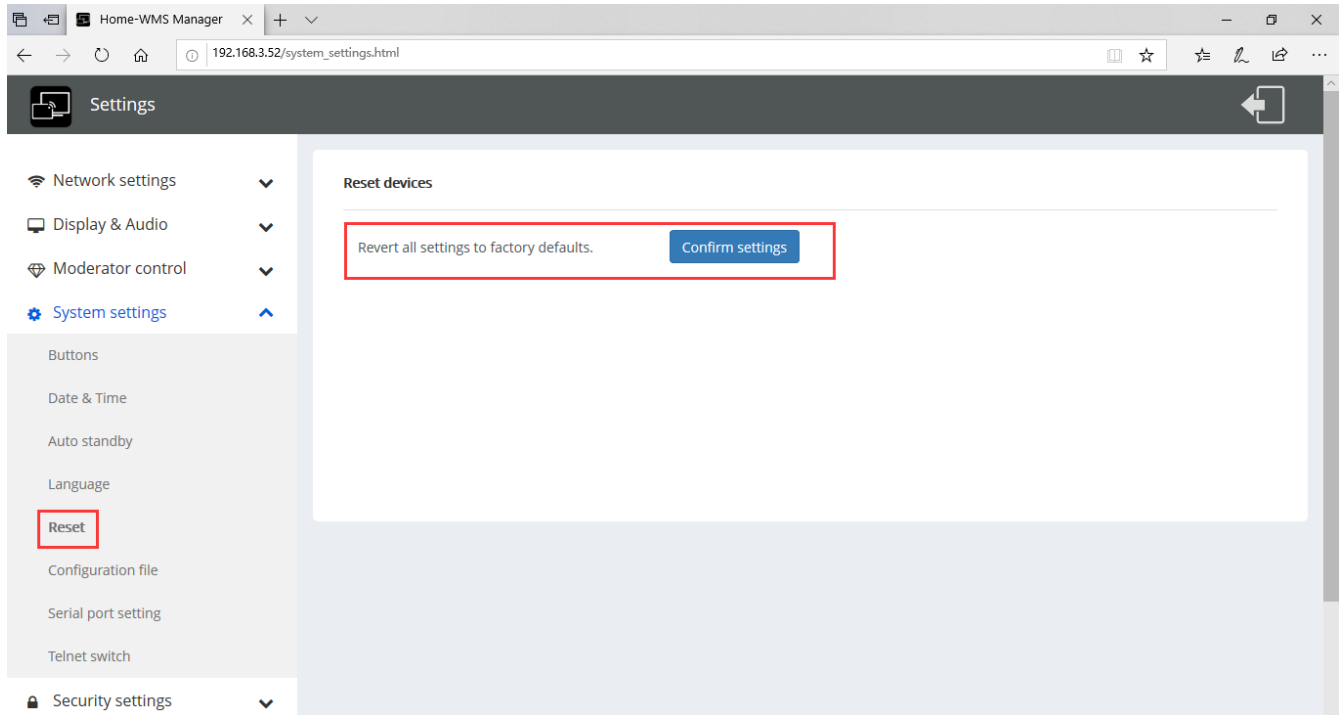 Home-WMS Manager
192.168.3.52/system_settings.html
Settings
Network settings
Display & Audio
Moderator control
System settings
Buttons
Date & Time
Auto standby
Language
Reset
Configuration file
Serial port setting
Telnet switch
Security settings
Reset devices
Revert all settings to factory defaults. Confirm settings